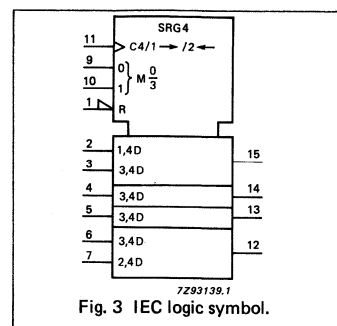 SRG4
11 C4/1 → /2 ←
9 0
10 1 } M 0/3
1 R
2 1,4D 15
3 3,4D
4 3,4D 14
5 3,4D 13
6 3,4D 12
7 2,4D
7Z93139.1
Fig. 3 IEC logic symbol.